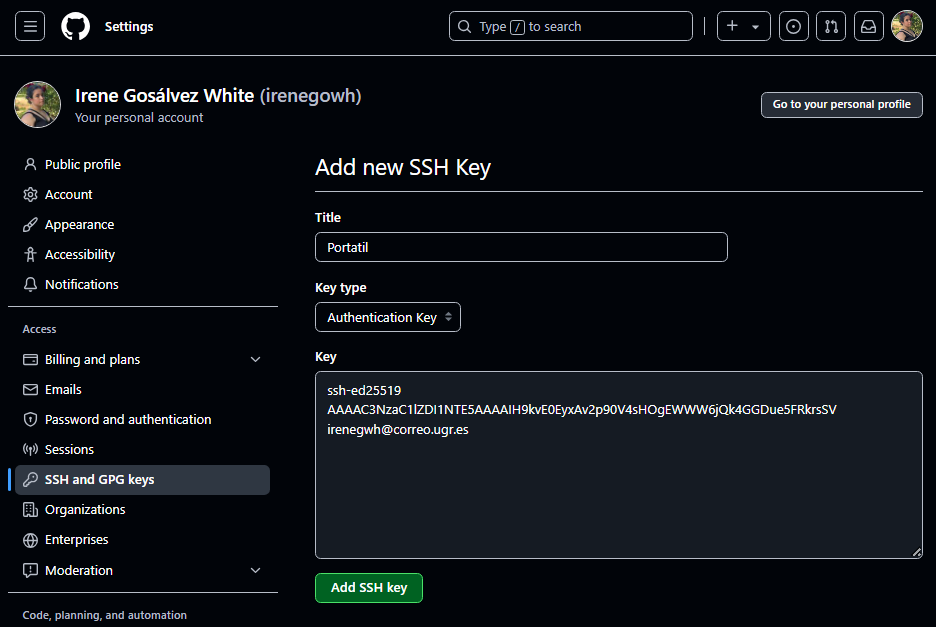 Settings
Type / to search
Irene Gosálvez White (irenegowh)
Your personal account
Go to your personal profile
Public profile
Account
Appearance
Accessibility
Notifications
Access
Billing and plans
Emails
Password and authentication
Sessions
SSH and GPG keys
Organizations
Enterprises
Moderation
Code, planning, and automation
Add new SSH Key
Title
Portatil
Key type
Authentication Key
Key
ssh-ed25519
AAAAC3NzaC1lZDI1NTE5AAAAIH9kvE0EyxAv2p90V4sHOgEWWW6jQk4GGDue5FRkrsSV
irenegwh@correo.ugr.es
Add SSH key